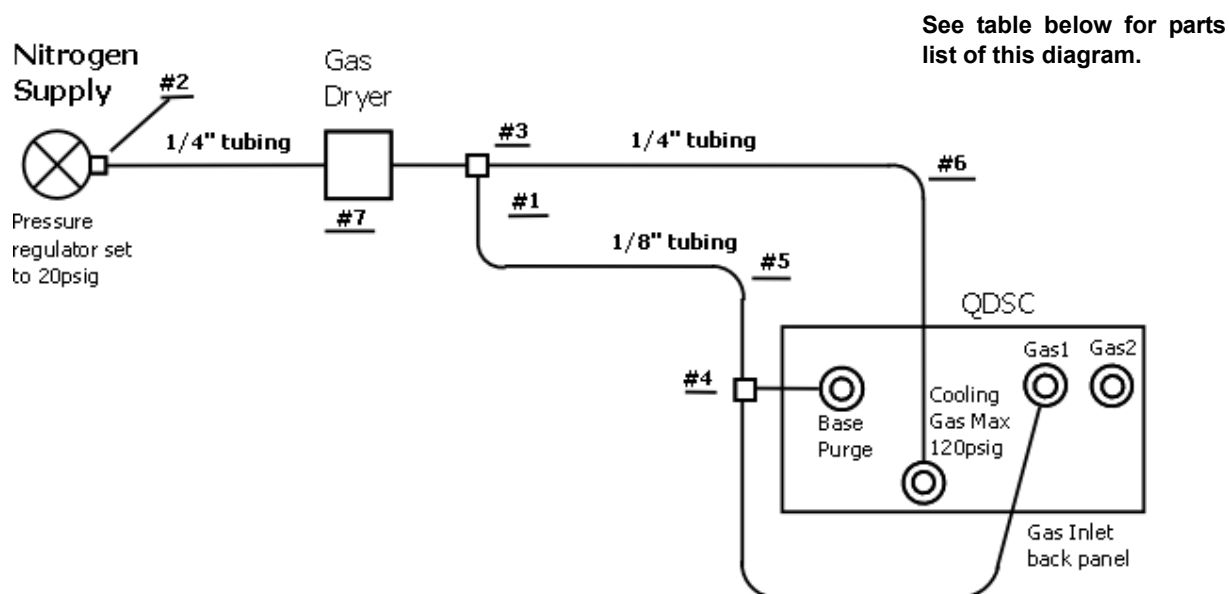 See table below for parts
list of this diagram.
Nitrogen
Supply
#2
Gas
Dryer
1/4" tubing
#3
1/4" tubing
#6
Pressure
regulator set
to 20psig
#7
#1
1/8" tubing
#5
QDSC
Gas1
Gas2
#4
Base
Purge
Cooling
Gas Max
120psig
Gas Inlet
back panel